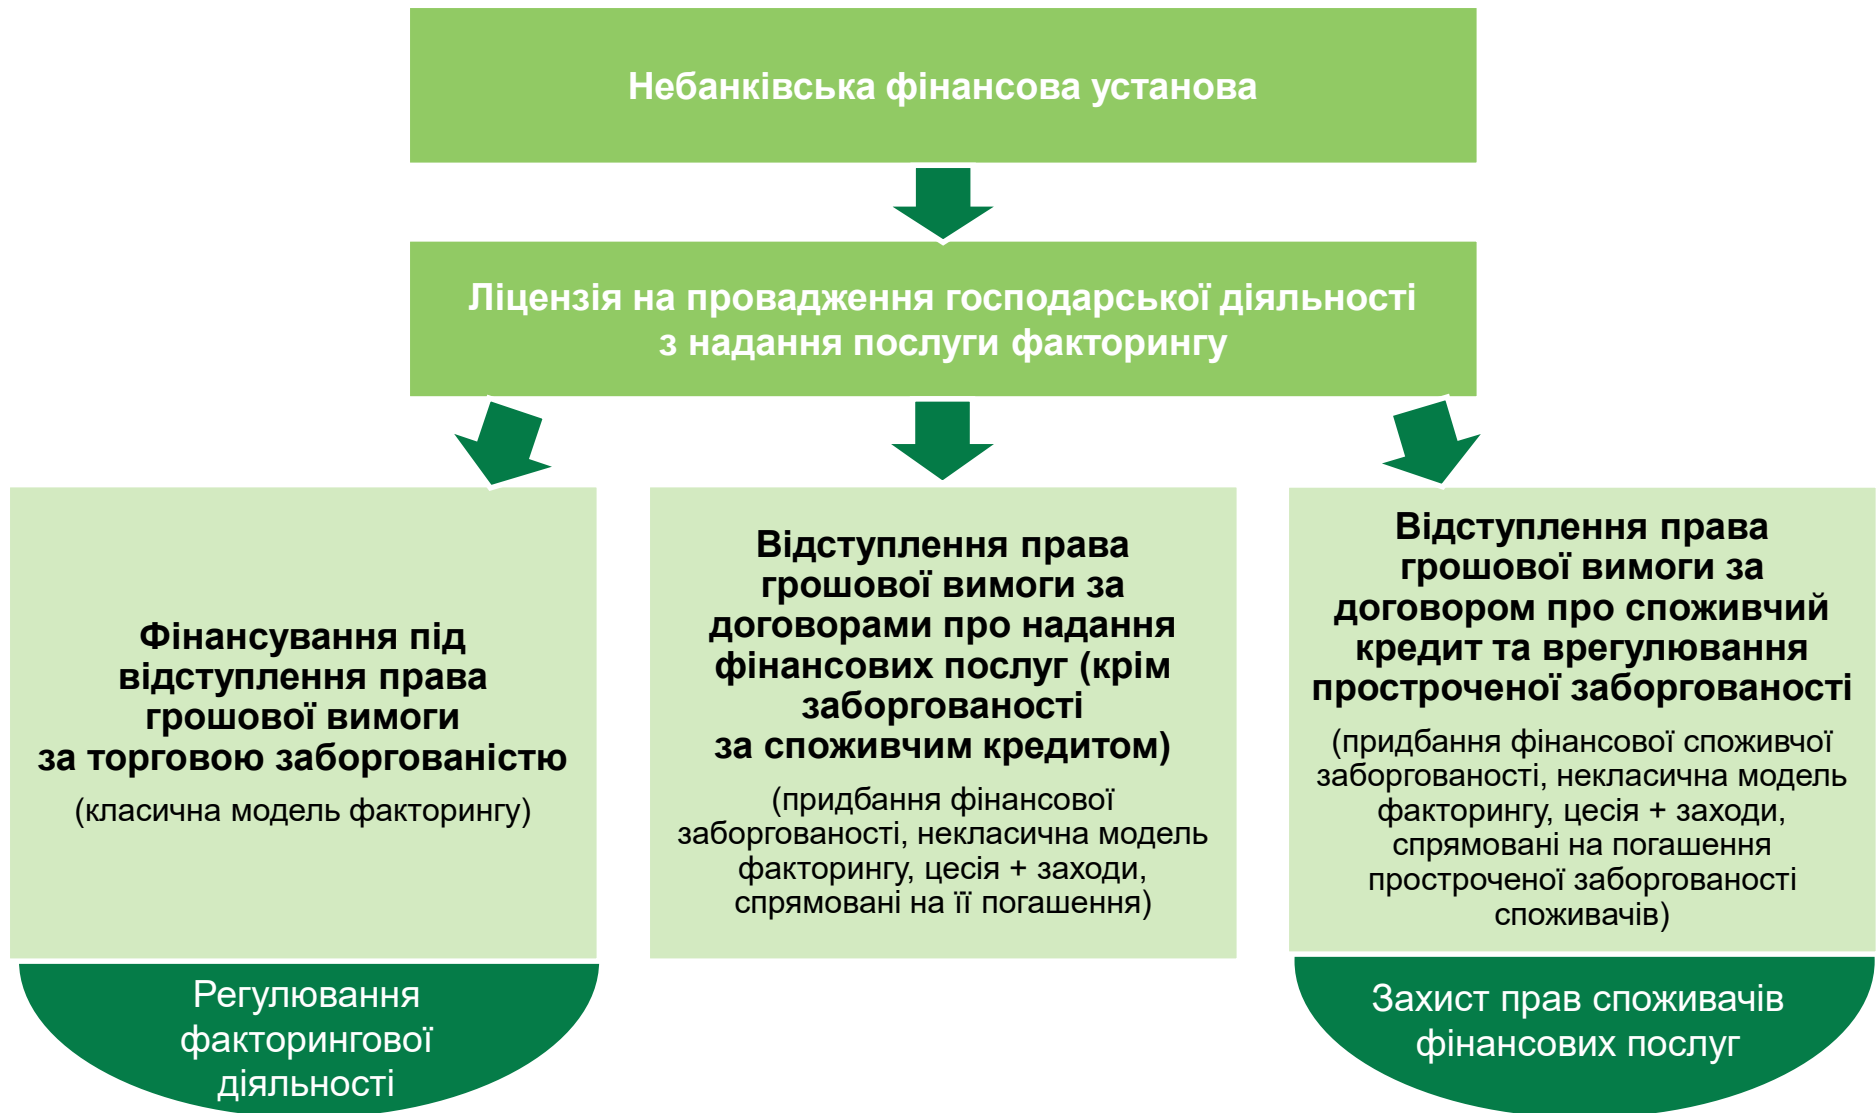 Небанківська фінансова установа
Ліцензія на провадження господарської діяльності
з надання послуги факторингу
Фінансування під
відступлення права
грошової вимоги
за торговою заборгованістю
(класична модель факторингу)
Регулювання
факторингової
діяльності
Відступлення права
грошової вимоги за
договорами про надання
фінансових послуг (крім
заборгованості
за споживчим кредитом)
(придбання фінансової
заборгованості, некласична модель
факторингу, цесія + заходи,
спрямовані на її погашення)
Відступлення права
грошової вимоги за
договором про споживчий
кредит та врегулювання
простроченої заборгованості
(придбання фінансової споживчої
заборгованості, некласична модель
факторингу, цесія + заходи,
спрямовані на погашення
простроченої заборгованості
споживачів)
Захист прав споживачів
фінансових послуг